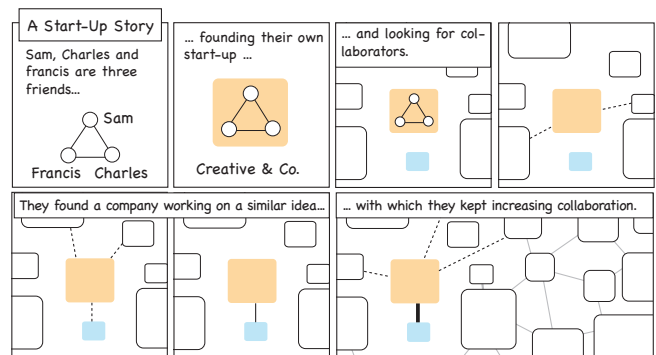 A Start-Up Story
Sam, Charles and
francis are three
friends...
Sam
Francis
Charles
... founding their own
start-up ...
Creative & Co.
... and looking for col-
laborators.
They found a company working on a similar idea...
... with which they kept increasing collaboration.